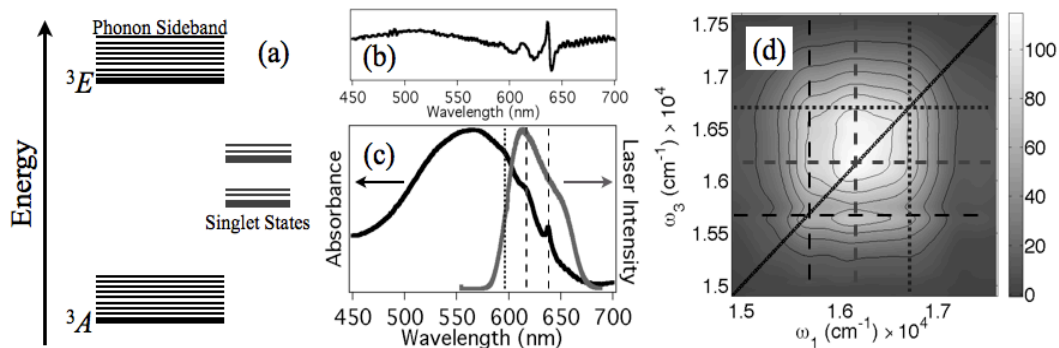 Energy
Phonon Sideband
(a)
³E
Singlet States
³A
(b)
450 500 550 600 650 700
Wavelength (nm)
(c)
Absorbance
Laser Intensity
450 500 550 600 650 700
Wavelength (nm)
(d)
1.75
1.7
1.65
1.6
1.55
1.5
ω₃ (cm⁻¹) × 10⁴
1.5 1.6 1.7
ω₁ (cm⁻¹) × 10⁴
100
80
60
40
20
0